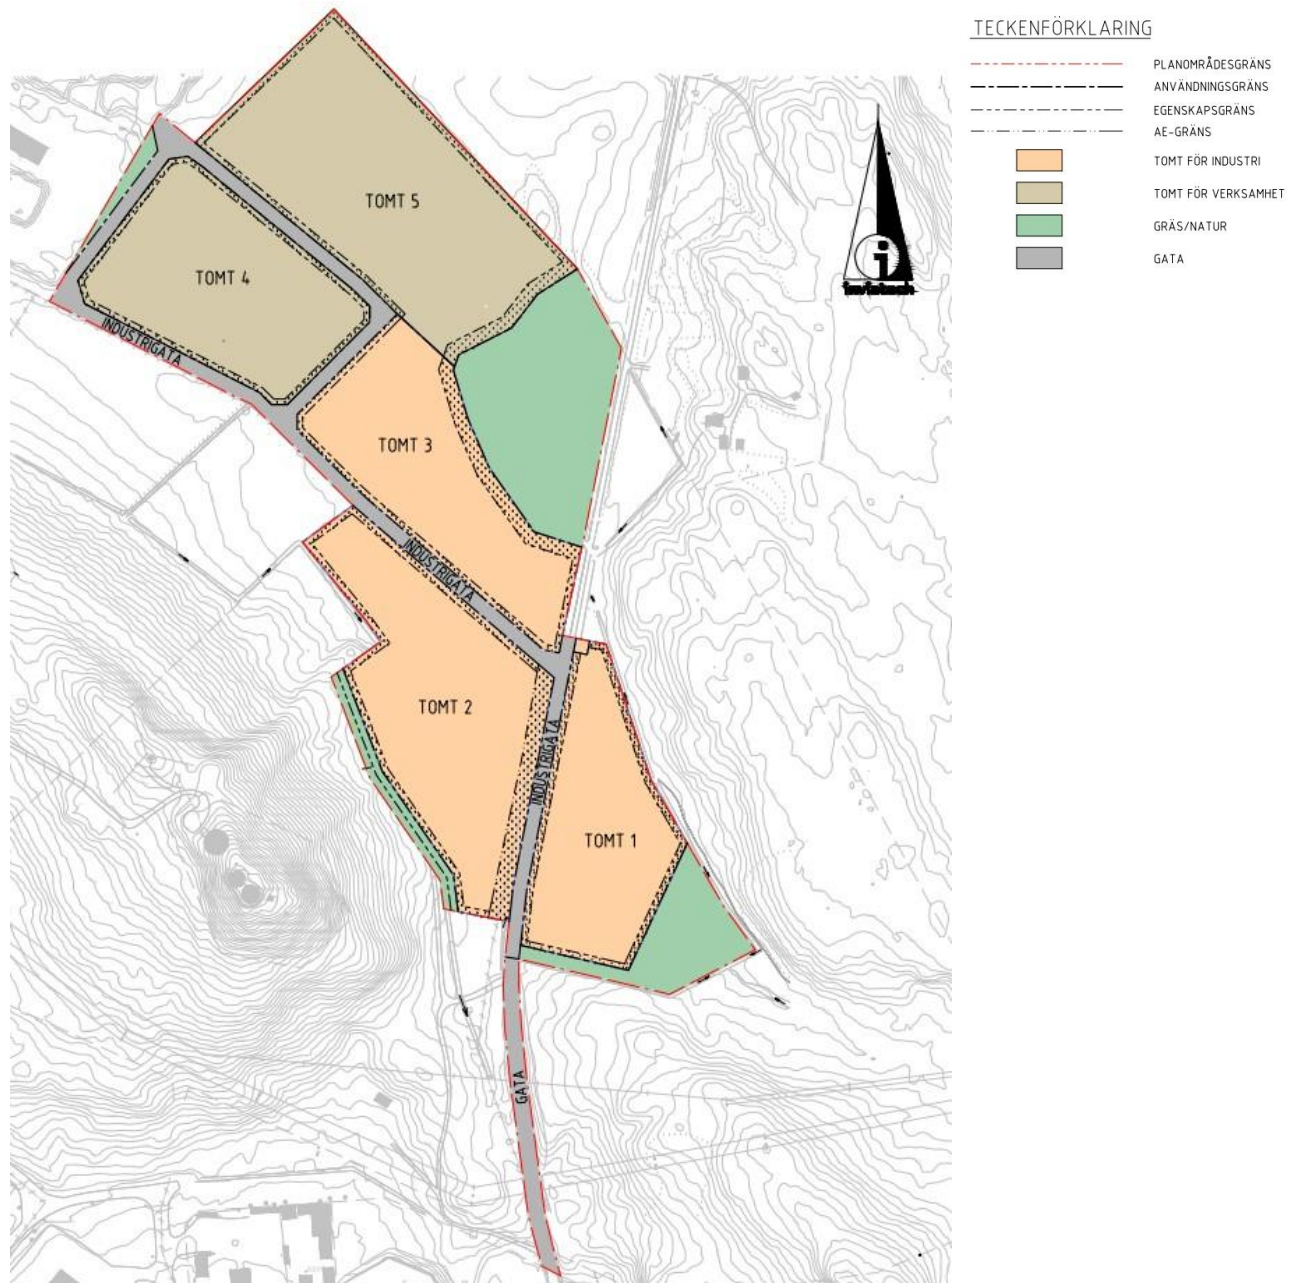 TECKENFÖRKLARING
PLANOMRÅDESGRÄNS
ANVÄNDNINGSGRÄNS
EGENSKAPSGRÄNS
AE-GRÄNS
TOMT FÖR INDUSTRI
TOMT FÖR VERKSAMHET
GRÄS/NATUR
GATA
TOMT 5
TOMT 4
INDUSTRIGATA
TOMT 3
INDUSTRIGATA
TOMT 2
INDUSTRIGATA
TOMT 1
GATA